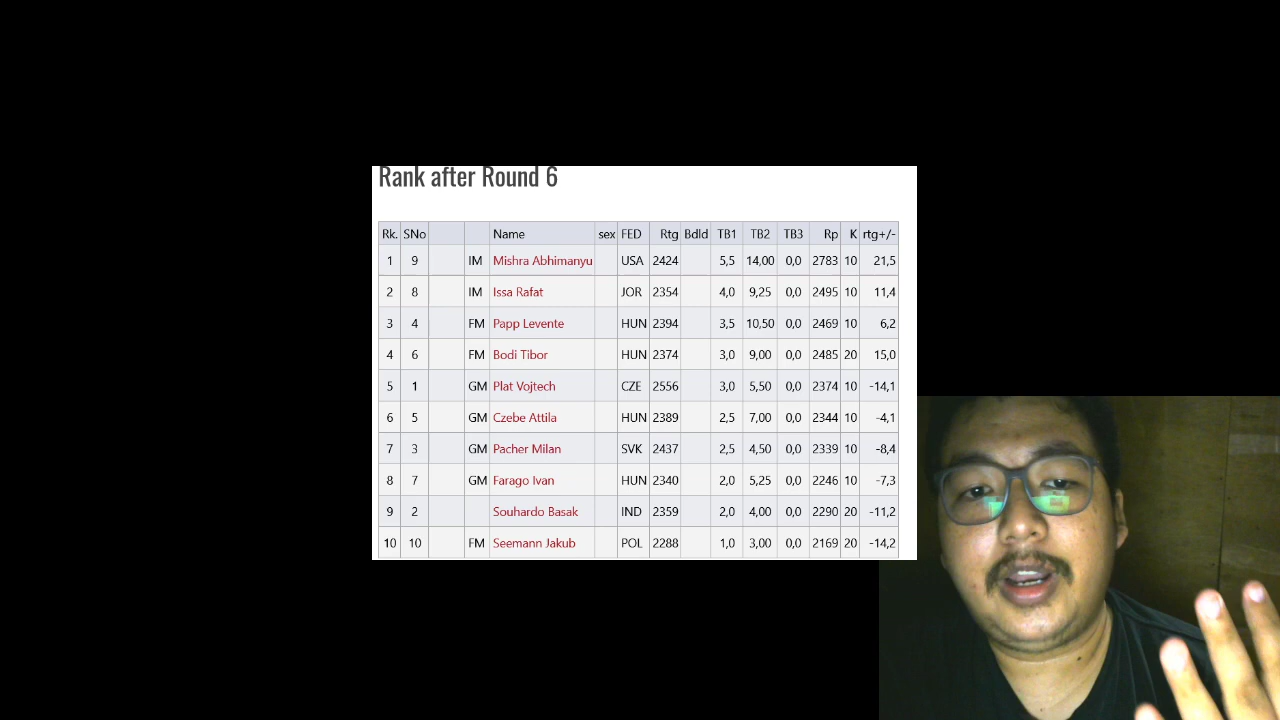 Rank after Round 6
Rk. SNo Name sex FED Rtg Bdld TB1 TB2 TB3 Rp K rtg+/-
1 9 IM Mishra Abhimanyu USA 2424 5,5 14,00 0,0 2783 10 21,5
2 8 IM Issa Rafat JOR 2354 4,0 9,25 0,0 2495 10 11,4
3 4 FM Papp Levente HUN 2394 3,5 10,50 0,0 2469 10 6,2
4 6 FM Bodi Tibor HUN 2374 3,0 9,00 0,0 2485 20 15,0
5 1 GM Plat Vojtech CZE 2556 3,0 5,50 0,0 2374 10 -14,1
6 5 GM Czebe Attila HUN 2389 2,5 7,00 0,0 2344 10 -4,1
7 3 GM Pacher Milan SVK 2437 2,5 4,50 0,0 2339 10 -8,4
8 7 GM Farago Ivan HUN 2340 2,0 5,25 0,0 2246 10 -7,3
9 2 Souhardo Basak IND 2359 2,0 4,00 0,0 2290 20 -11,2
10 10 FM Seemann Jakub POL 2288 1,0 3,00 0,0 2169 20 -14,2